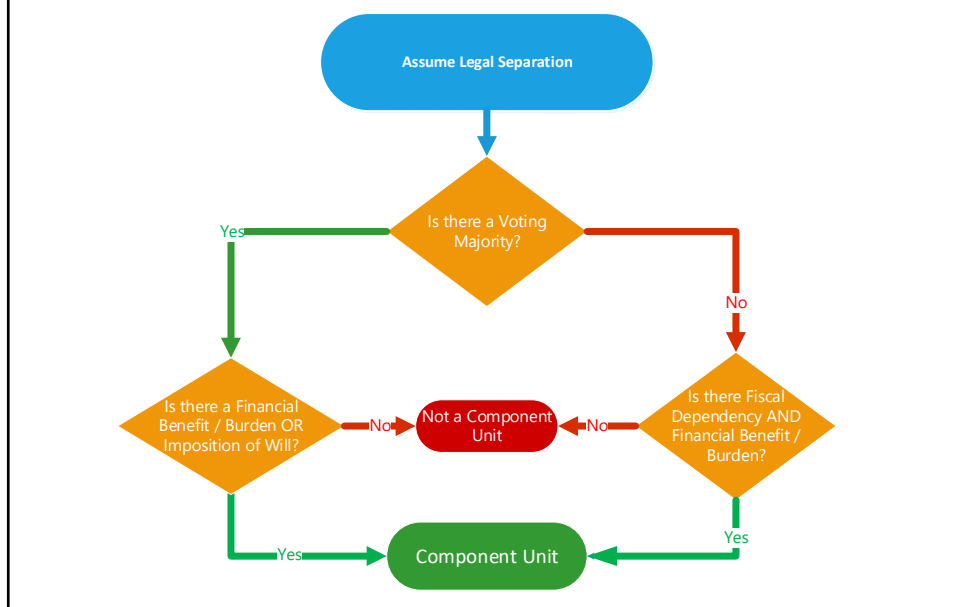 Assume Legal Separation
Is there a Voting
Majority?
Yes
No
Is there a Financial
Benefit / Burden OR
Imposition of Will?
No
Not a Component
Unit
No
Is there Fiscal
Dependency AND
Financial Benefit /
Burden?
Yes
Component Unit
Yes